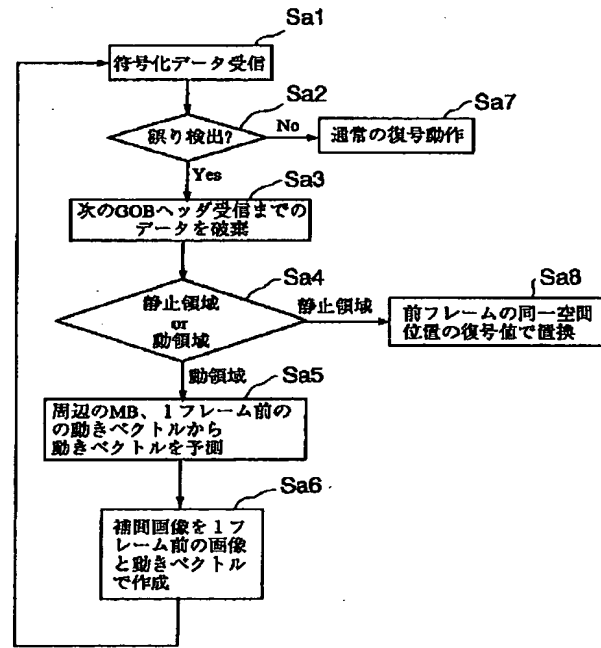 Sa1
符号化データ受信
Sa2
誤り検出?
No
Sa7
通常の復号動作
Yes
Sa3
次のGOBヘッダ受信までの
データを破棄
Sa4
静止領域
or
動領域
静止領域
Sa8
前フレームの同一空間
位置の復号値で置換
動領域
Sa5
周辺のMB、1フレーム前の
の動きベクトルから
動きベクトルを予測
Sa6
補間画像を1フ
レーム前の画像
と動きベクトル
で作成